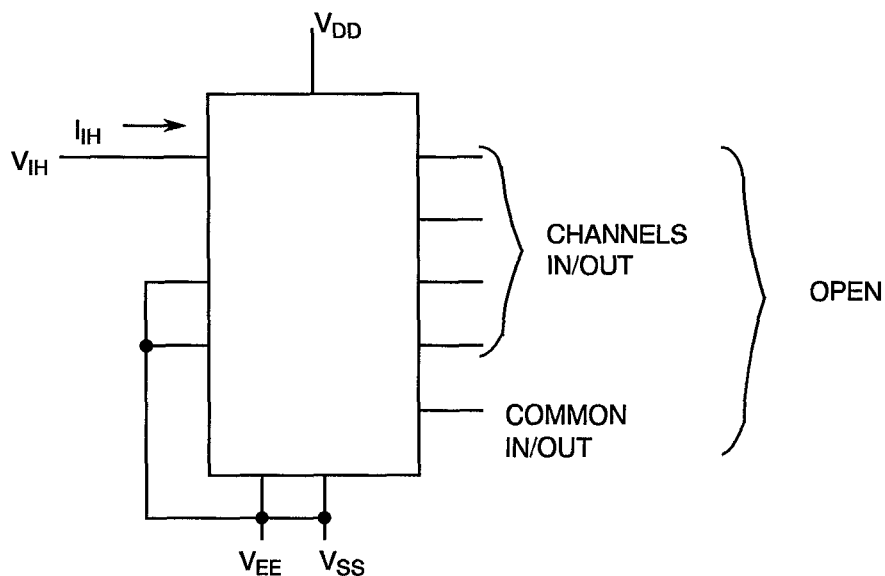 VDD
IIH
VIH
CHANNELS
IN/OUT
OPEN
COMMON
IN/OUT
VEE
VSS